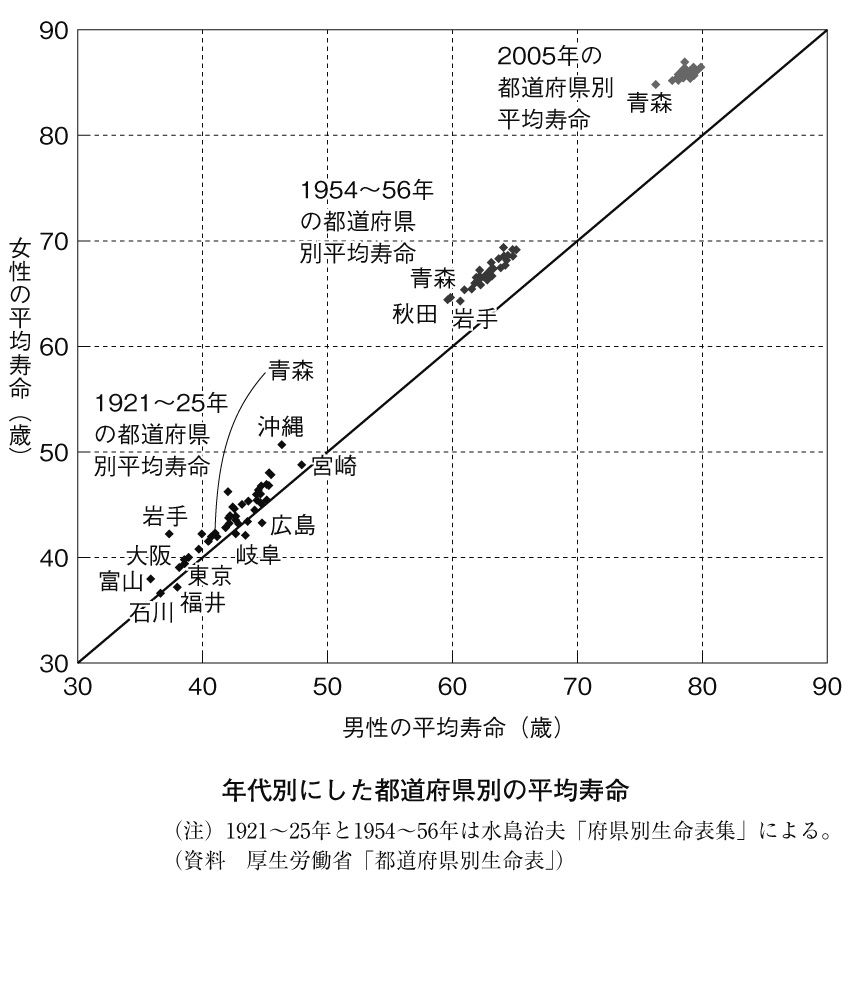 90
80
70
60
50
40
30
女性の平均寿命（歳）
2005年の
都道府県別
平均寿命
青森
1954〜56年
の都道府県
別平均寿命
青森
秋田
岩手
青森
1921〜25年
の都道府県
別平均寿命
沖縄
宮崎
岩手
広島
大阪
岐阜
富山
東京
石川
福井
30
40
50
60
70
80
90
男性の平均寿命（歳）
年代別にした都道府県別の平均寿命
（注）1921〜25年と1954〜56年は水島治夫「府県別生命表集」による。
（資料　厚生労働省「都道府県別生命表」）